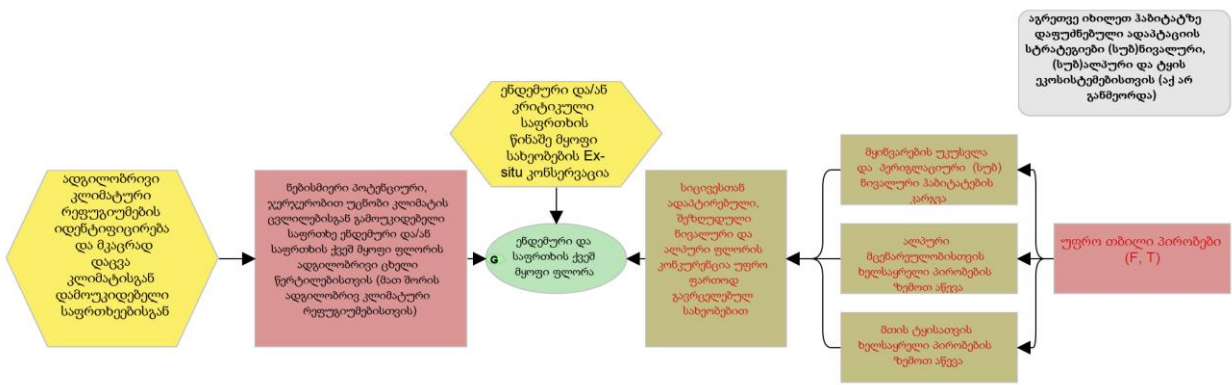 აგრეთვე იხილეთ ჰაბიტატზე
დაფუძნებული ადაპტაციის
სტრატეგიები (სუბ)ნივალური,
(სუბ)ალპური და ტყის
ეკოსისტემებისთვის (აქ არ
განმეორდა)
ენდემური და/ან
კრიტიკული
საფრთხის
წინაშე მყოფი
სახეობების Ex-
situ კონსერვაცია
ადგილობრივი
კლიმატური
რეფუგიუმების
იდენტიფიცირება
და მკაცრად
დაცვა
კლიმატისგან
დამოუკიდებელი
საფრთხეებისგან
ნებისმიერი პოტენციური,
ჯერჯერობით უცნობი კლიმატის
ცვლილებისგან გამოუკიდებელი
საფრთხე ენდემური და/ან
საფრთხის ქვეშ მყოფი ფლორის
ადგილობრივი ცხელი
წერტილებისთვის (მათ შორის
ადგილობრივ კლიმატური
რეფუგიუმებისთვის)
G
ენდემური და
საფრთხის ქვეშ
მყოფი ფლორა
სიცივესთან
ადაპტირებული,
შეზღუდული
ნივალური და
ალპური ფლორის
კონკურენცია უფრო
ფართოდ
გავრცელებულ
სახეობებით
მყინვარების უკუსვლა
და პერიგლაციური (სუბ)
ნივალური ჰაბიტატების
კარგვა
ალპური
მცენარეულობისთვის
ხელსაყრელი პირობების
ზემოთ აწევა
მთის ტყისათვის
ხელსაყრელი პირობების
ზემოთ აწევა
უფრო თბილი პირობები
(F, T)